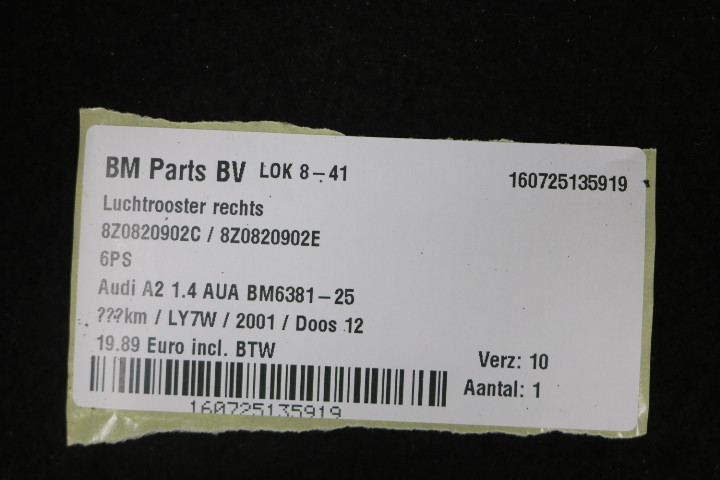 BM Parts BV LOK 8-41 160725135919
Luchtrooster rechts
8Z0820902C / 8Z0820902E
6PS
Audi A2 1.4 AUA BM6381-25
???km / LY7W / 2001 / Doos 12
19.89 Euro incl. BTW
Verz: 10
Aantal: 1
160725135919